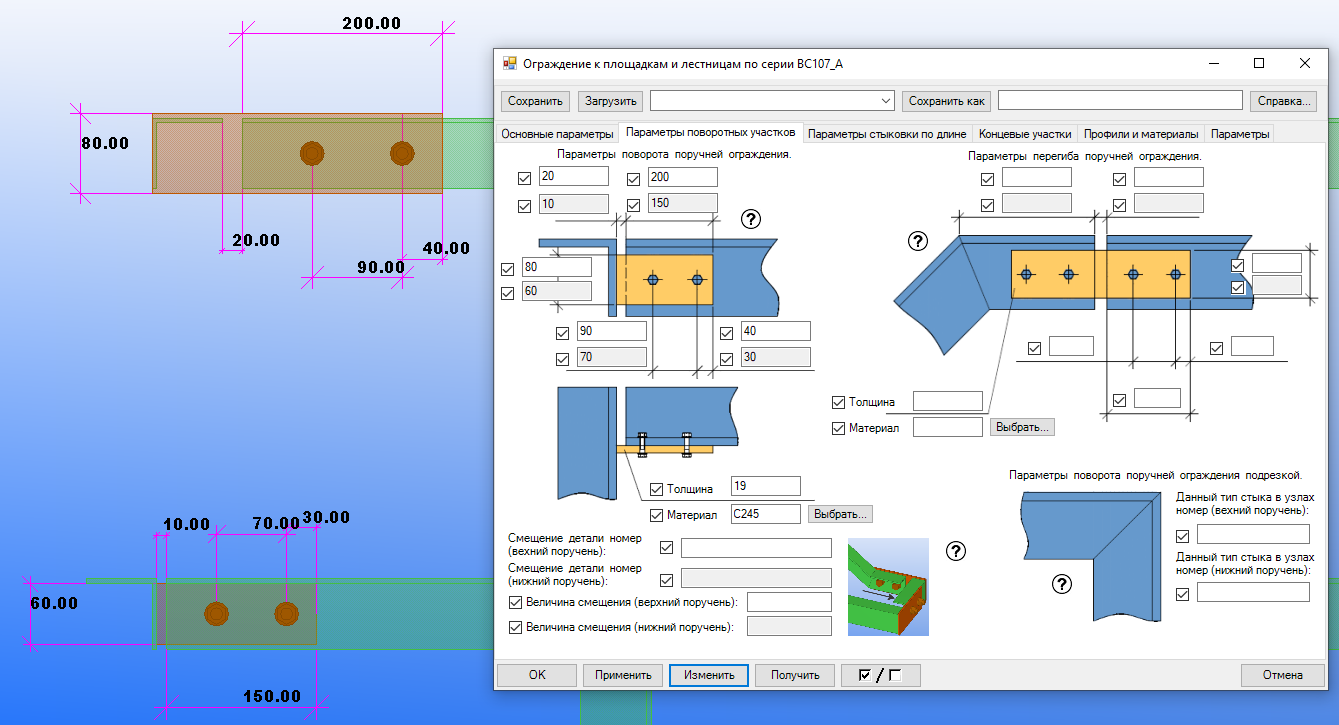 200.00
80.00
20.00
40.00
90.00
10.00
70.00
30.00
60.00
150.00
Ограждение к площадкам и лестницам по серии BC107_A
Сохранить
Загрузить
Сохранить как
Справка...
Основные параметры
Параметры поворотных участков
Параметры стыковки по длине
Концевые участки
Профили и материалы
Параметры
Параметры поворота поручней ограждения.
20
200
10
150
?
80
60
90
40
70
30
Толщина
19
Материал
C245
Выбрать...
Смещение детали номер
(вехний поручень):
Смещение детали номер
(нижний поручень):
Величина смещения (верхний поручень):
Величина смещения (нижний поручень):
?
Параметры перегиба поручней ограждения.
?
Толщина
Материал
Выбрать...
Параметры поворота поручней ограждения подрезкой.
Данный тип стыка в узлах
номер (вехний поручень):
Данный тип стыка в узлах
номер (нижний поручень):
?
OK
Применить
Изменить
Получить
/
Отмена